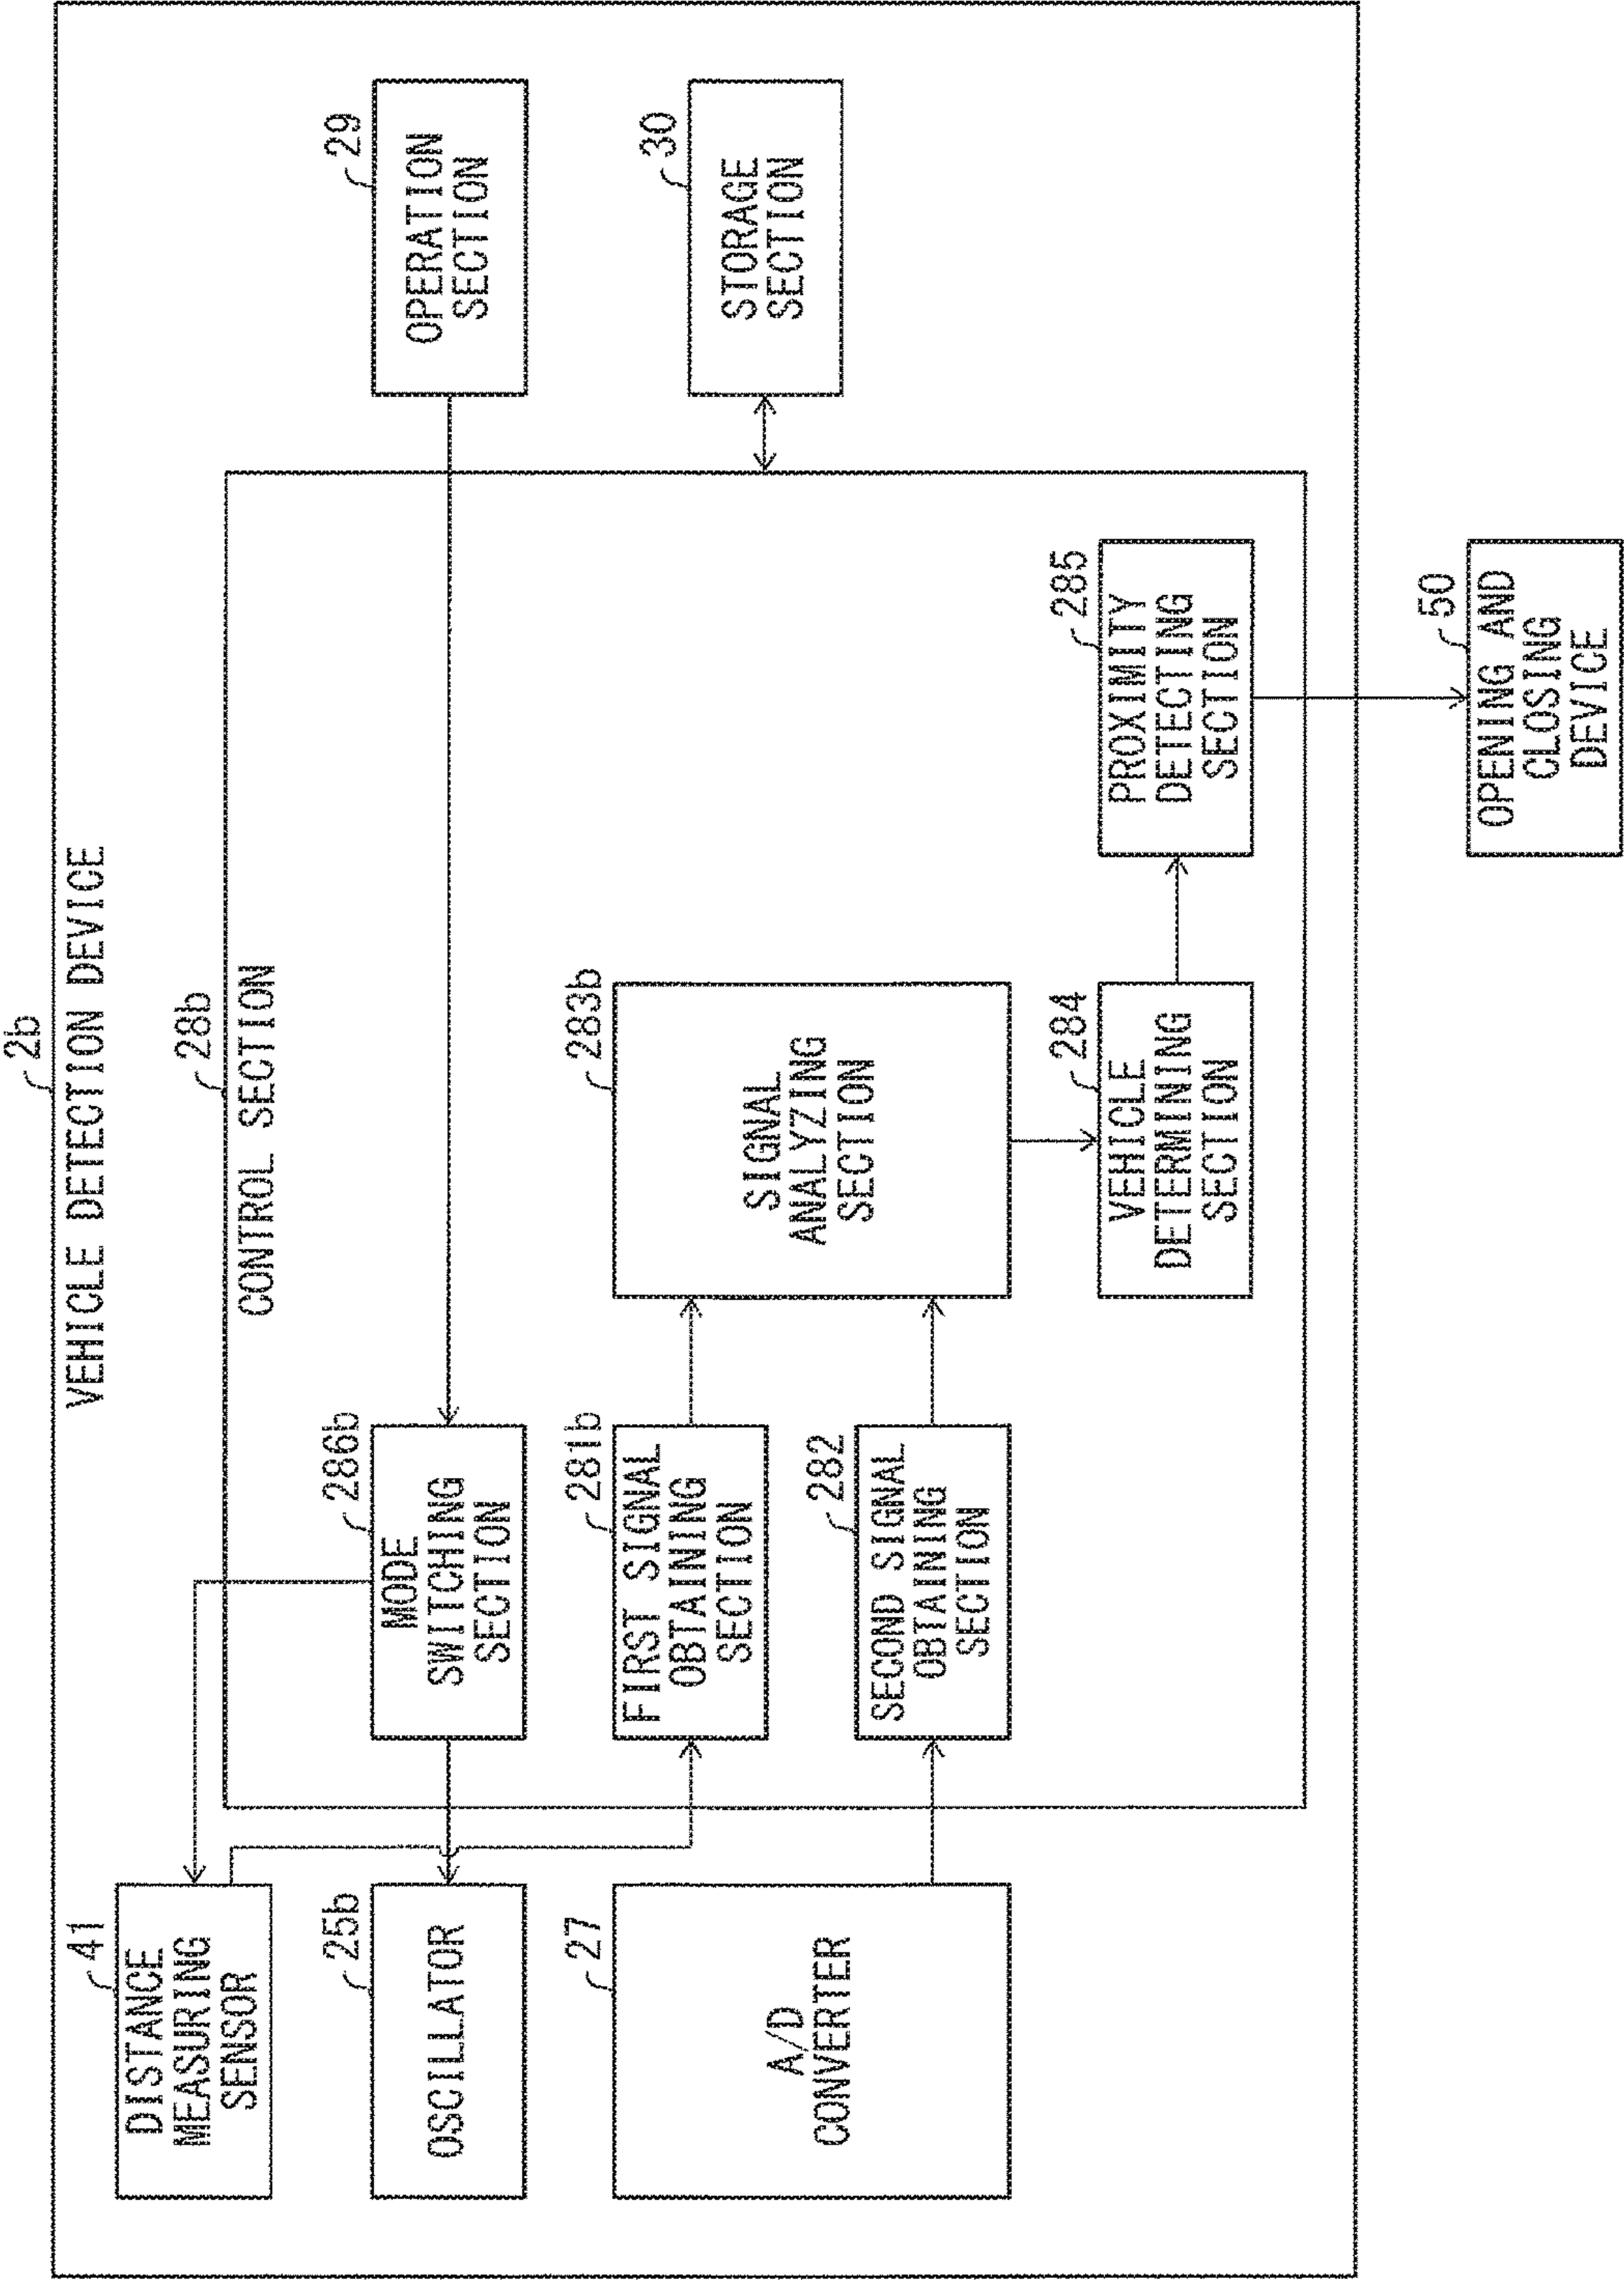 2b
VEHICLE DETECTION DEVICE
41
DISTANCE
MEASURING
SENSOR
28b
CONTROL SECTION
25b
OSCILLATOR
286b
MODE
SWITCHING
SECTION
29
OPERATION
SECTION
27
A/D
CONVERTER
281b
FIRST SIGNAL
OBTAINING
SECTION
282
SECOND SIGNAL
OBTAINING
SECTION
283b
SIGNAL
ANALYZING
SECTION
30
STORAGE
SECTION
284
VEHICLE
DETERMINING
SECTION
285
PROXIMITY
DETECTING
SECTION
50
OPENING AND
CLOSING
DEVICE